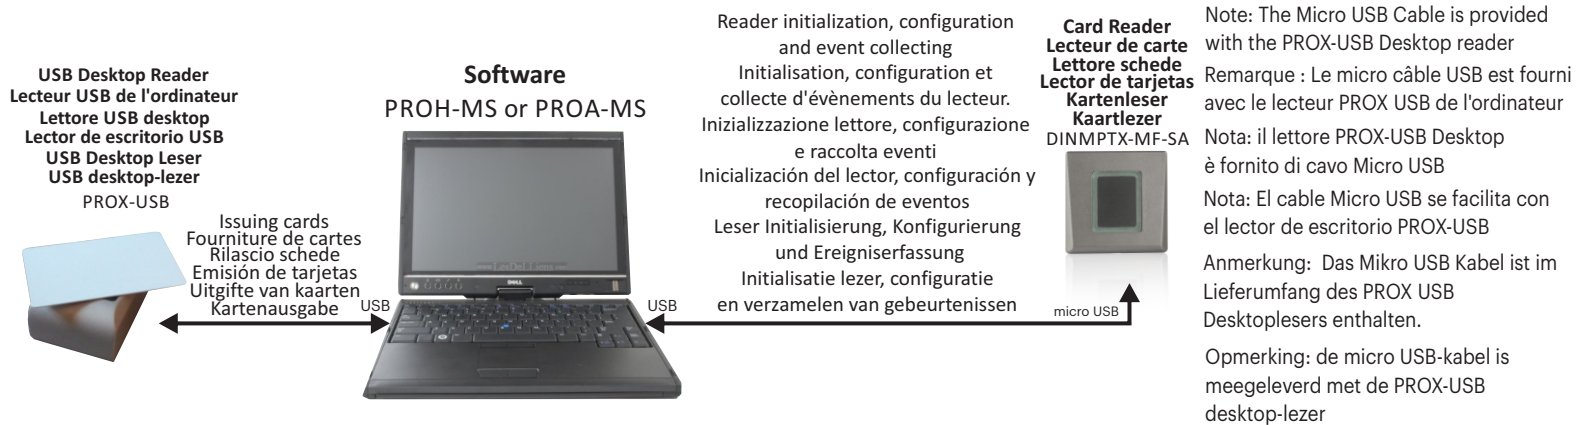 USB Desktop Reader
Lecteur USB de l'ordinateur
Lettore USB desktop
Lector de escritorio USB
USB Desktop Leser
USB desktop-lezer
PROX-USB
Issuing cards
Fourniture de cartes
Rilascio schede
Emisión de tarjetas
Uitgifte van kaarten
Kartenausgabe
USB
Software
PROH-MS or PROA-MS
DELL
USB
Reader initialization, configuration
and event collecting
Initialisation, configuration et
collecte d'évènements du lecteur.
Inizializzazione lettore, configurazione
e raccolta eventi
Inicialización del lector, configuración y
recopilación de eventos
Leser Initialisierung, Konfigurierung
und Ereigniserfassung
Initialisatie lezer, configuratie
en verzamelen van gebeurtenissen
Card Reader
Lecteur de carte
Lettore schede
Lector de tarjetas
Kartenleser
Kaartlezer
DINMPTX-MF-SA
micro USB
Note: The Micro USB Cable is provided
with the PROX-USB Desktop reader
Remarque : Le micro câble USB est fourni
avec le lecteur PROX USB de l'ordinateur
Nota: il lettore PROX-USB Desktop
è fornito di cavo Micro USB
Nota: El cable Micro USB se facilita con
el lector de escritorio PROX-USB
Anmerkung: Das Mikro USB Kabel ist im
Lieferumfang des PROX USB
Desktoplesers enthalten.
Opmerking: de micro USB-kabel is
meegeleverd met de PROX-USB
desktop-lezer